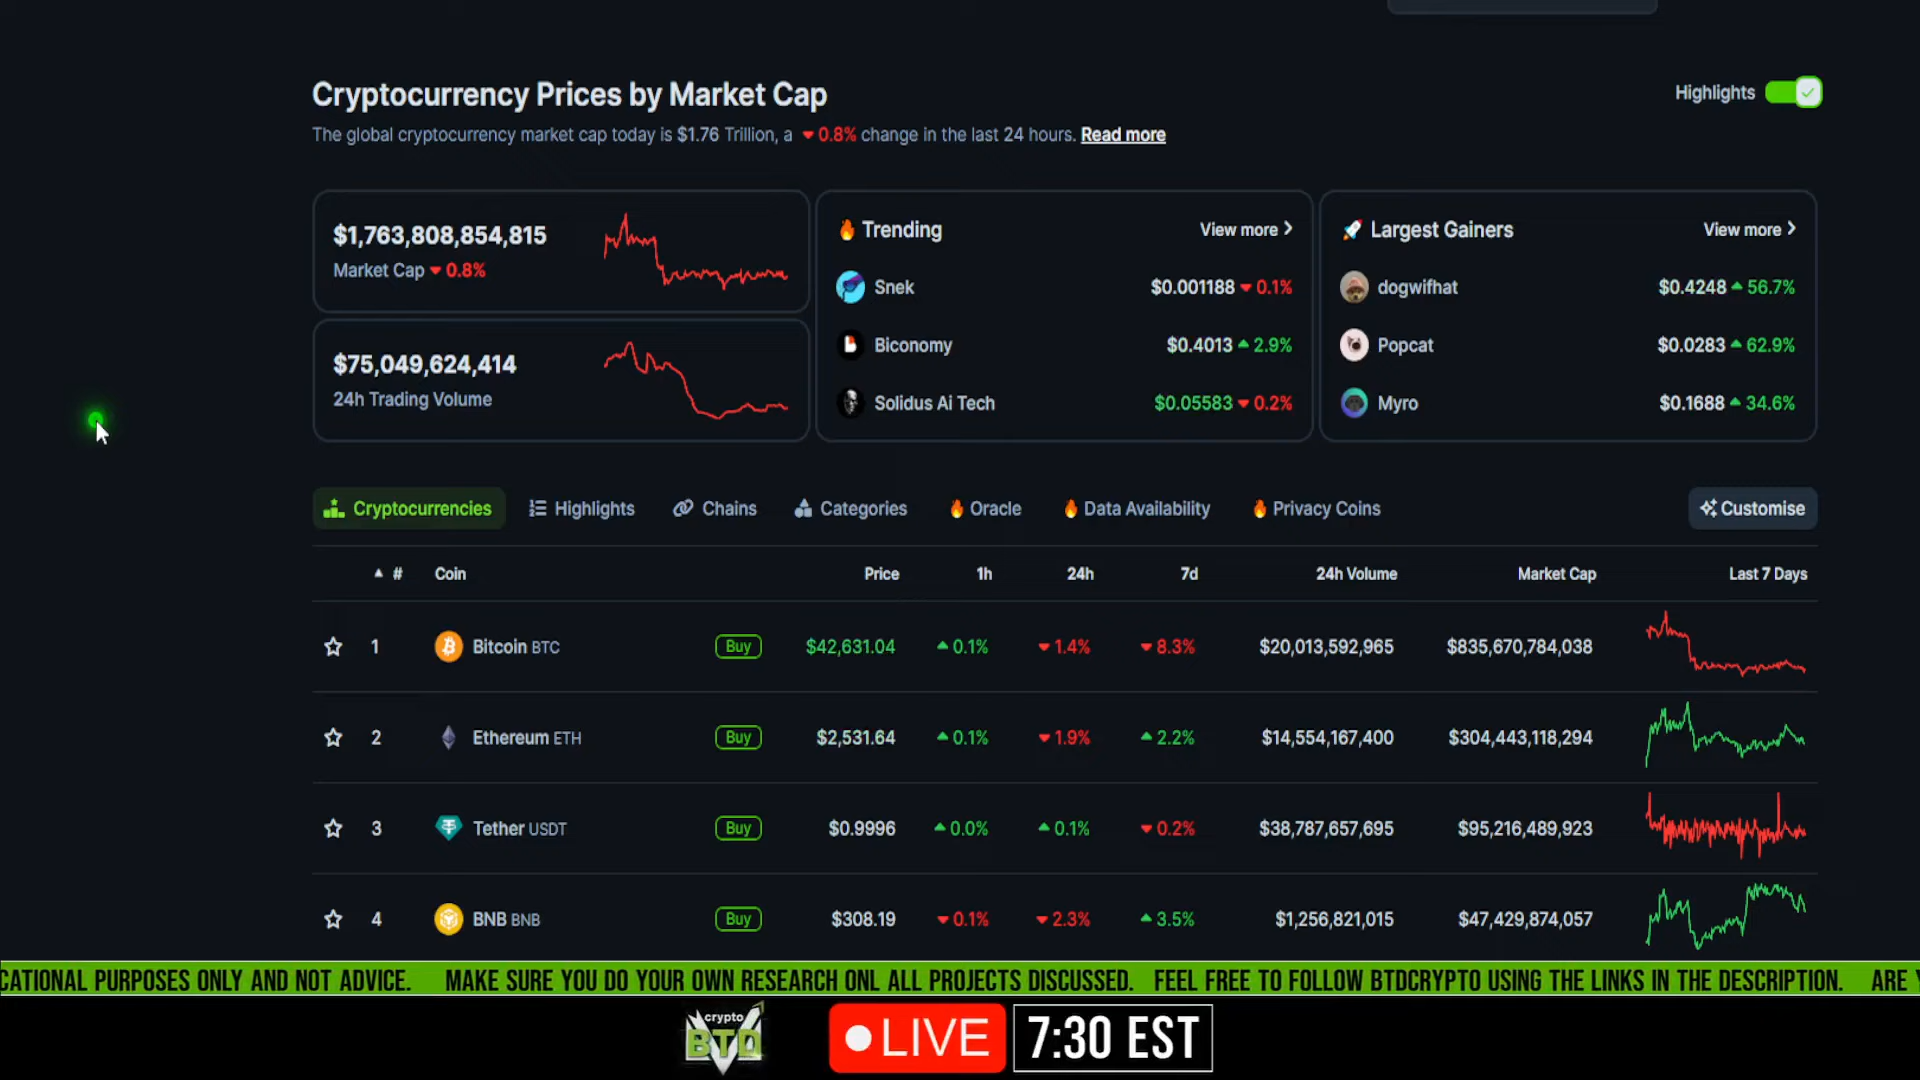 Cryptocurrency Prices by Market Cap
Highlights
The global cryptocurrency market cap today is $1.76 Trillion, a 0.8% change in the last 24 hours. Read more
$1,763,808,854,815
Market Cap 0.8%
$75,049,624,414
24h Trading Volume
Trending View more
Snek $0.001188 0.1%
Biconomy $0.4013 2.9%
Solidus Ai Tech $0.05583 0.2%
Largest Gainers View more
dogwifhat $0.4248 56.7%
Popcat $0.0283 62.9%
Myro $0.1688 34.6%
Cryptocurrencies Highlights Chains Categories Oracle Data Availability Privacy Coins Customise
# Coin Price 1h 24h 7d 24h Volume Market Cap Last 7 Days
1 Bitcoin BTC Buy $42,631.04 0.1% 1.4% 8.3% $20,013,592,965 $835,670,784,038
2 Ethereum ETH Buy $2,531.64 0.1% 1.9% 2.2% $14,554,167,400 $304,443,118,294
3 Tether USDT Buy $0.9996 0.0% 0.1% 0.2% $38,787,657,695 $95,216,489,923
4 BNB BNB Buy $308.19 0.1% 2.3% 3.5% $1,256,821,015 $47,429,874,057
CATIONAL PURPOSES ONLY AND NOT ADVICE. MAKE SURE YOU DO YOUR OWN RESEARCH ONL ALL PROJECTS DISCUSSED. FEEL FREE TO FOLLOW BTDCRYPTO USING THE LINKS IN THE DESCRIPTION. ARE Y
crypto
BTD
LIVE 7:30 EST